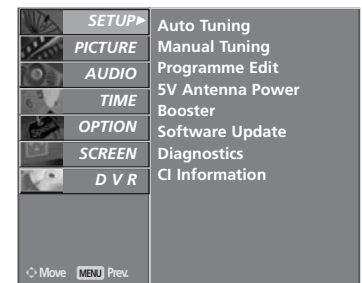 SETUP
PICTURE
AUDIO
TIME
OPTION
SCREEN
D V R
Auto Tuning
Manual Tuning
Programme Edit
5V Antenna Power
Booster
Software Update
Diagnostics
CI Information
Move MENU Prev.